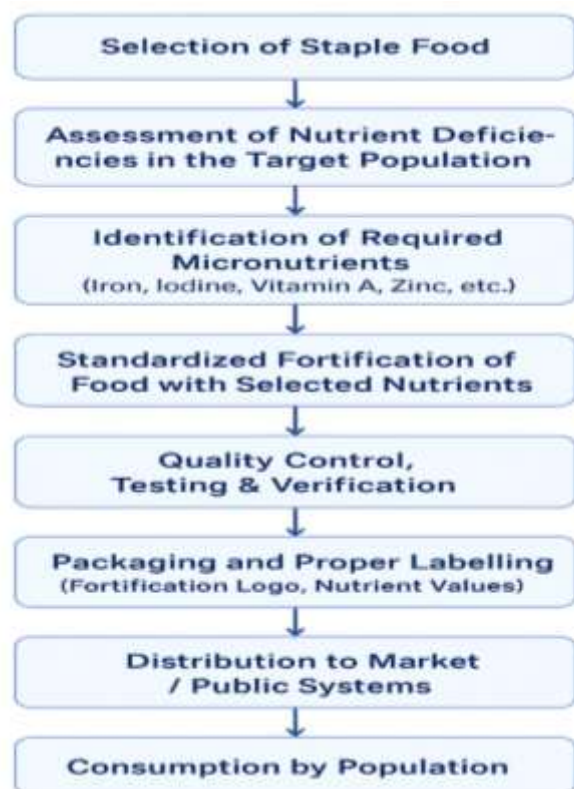 Selection of Staple Food
Assessment of Nutrient Deficie-
ncies in the Target Population
Identification of Required
Micronutrients
(Iron, Iodine, Vitamin A, Zinc, etc.)
Standardized Fortification of
Food with Selected Nutrients
Quality Control,
Testing & Verification
Packaging and Proper Labelling
(Fortification Logo, Nutrient Values)
Distribution to Market
/ Public Systems
Consumption by Population